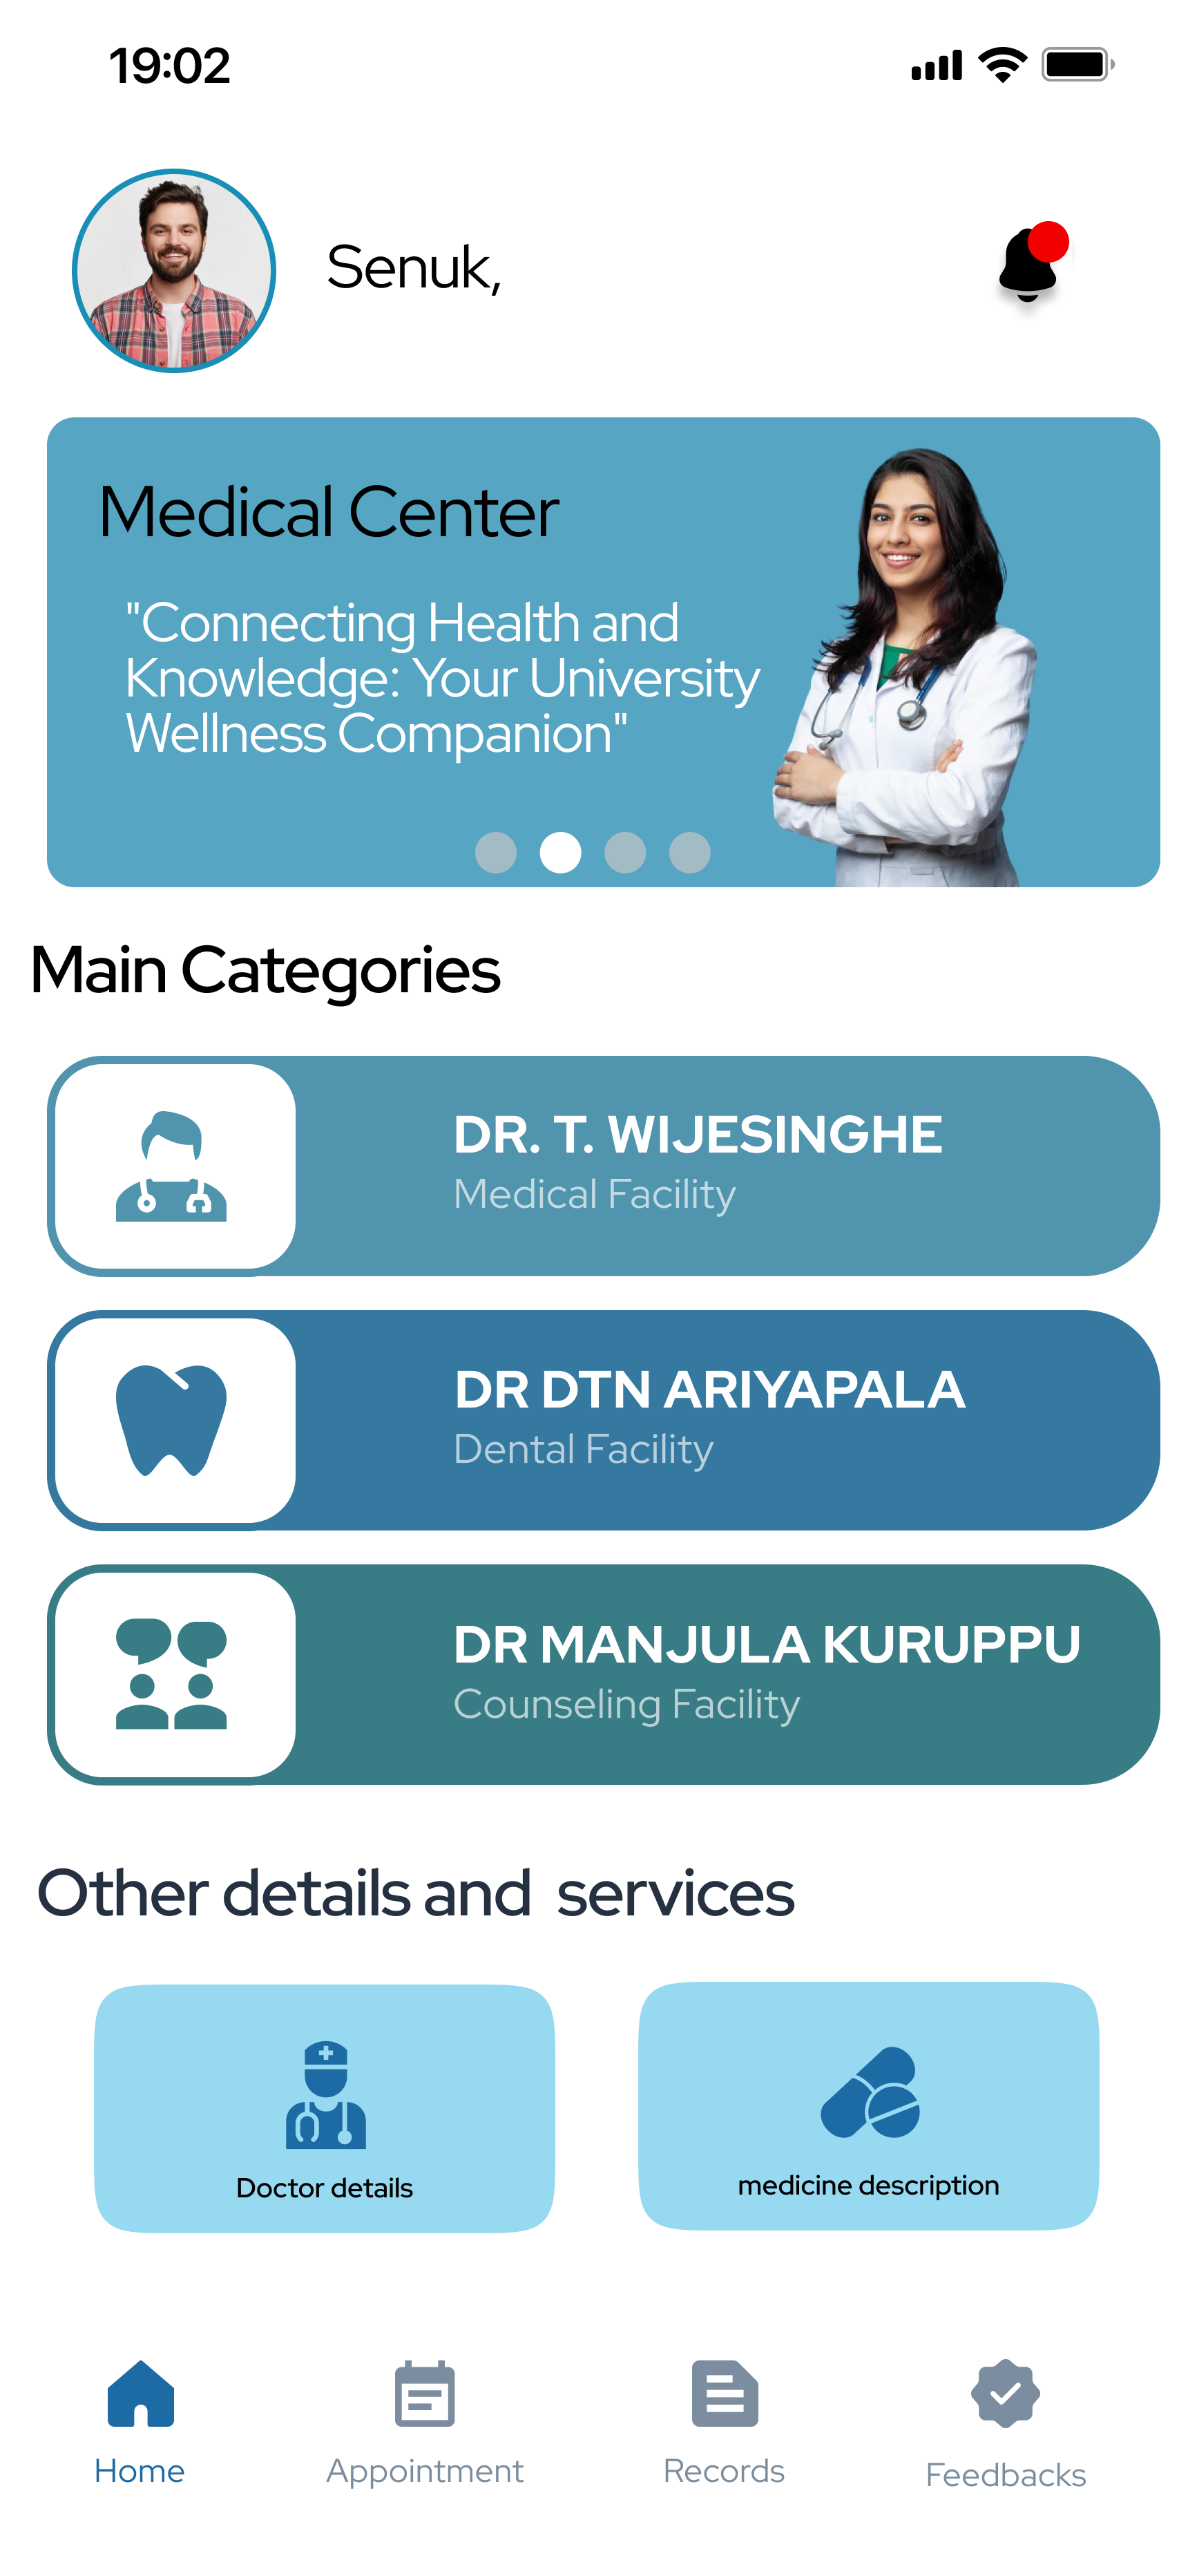 19:02
Senuk,
Medical Center
"Connecting Health and
Knowledge: Your University
Wellness Companion"
Main Categories
DR. T. WIJESINGHE
Medical Facility
DR DTN ARIYAPALA
Dental Facility
DR MANJULA KURUPPU
Counseling Facility
Other details and services
Doctor details
medicine description
Home
Appointment
Records
Feedbacks